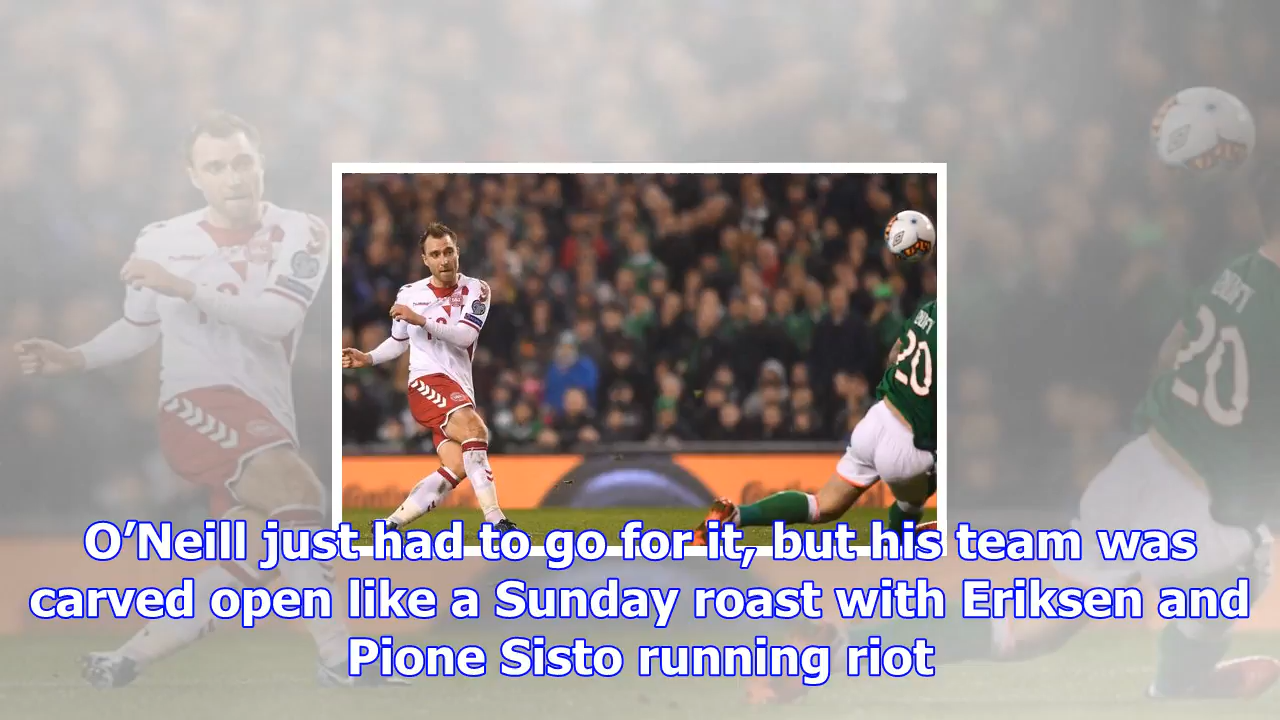 O’Neill just had to go for it, but his team was
carved open like a Sunday roast with Eriksen and
Pione Sisto running riot
20